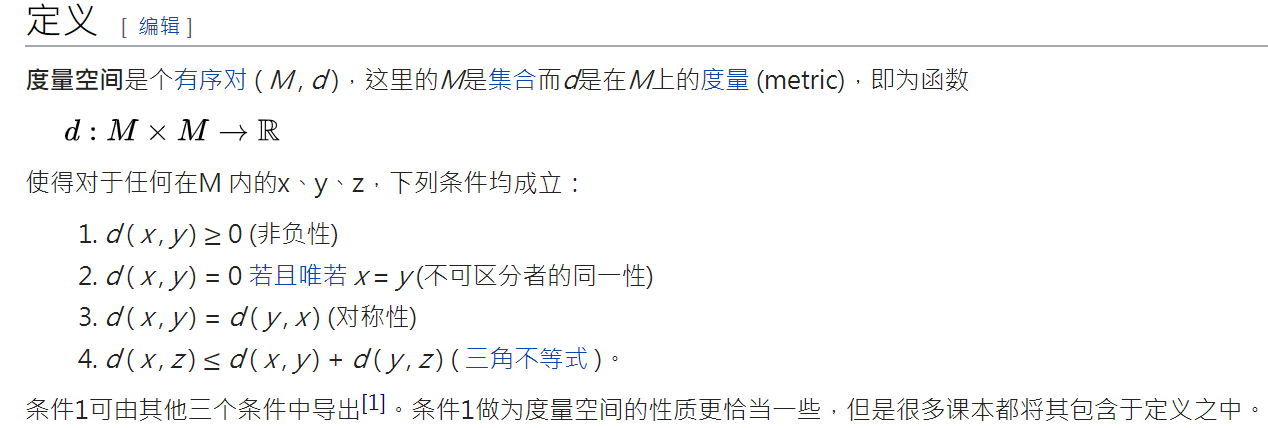 定义 [ 编辑 ]
度量空间是个有序对 ( M , d )，这里的M是集合而d是在M上的度量 (metric)，即为函数
d : M × M → ℝ
使得对于任何在M 内的x、y、z，下列条件均成立：
1. d ( x , y ) ≥ 0 (非负性)
2. d ( x , y ) = 0 若且唯若 x = y (不可区分者的同一性)
3. d ( x , y ) = d ( y , x ) (对称性)
4. d ( x , z ) ≤ d ( x , y ) + d ( y , z ) ( 三角不等式 )。
条件1可由其他三个条件中导出[1]。条件1做为度量空间的性质更恰当一些，但是很多课本都将其包含于定义之中。